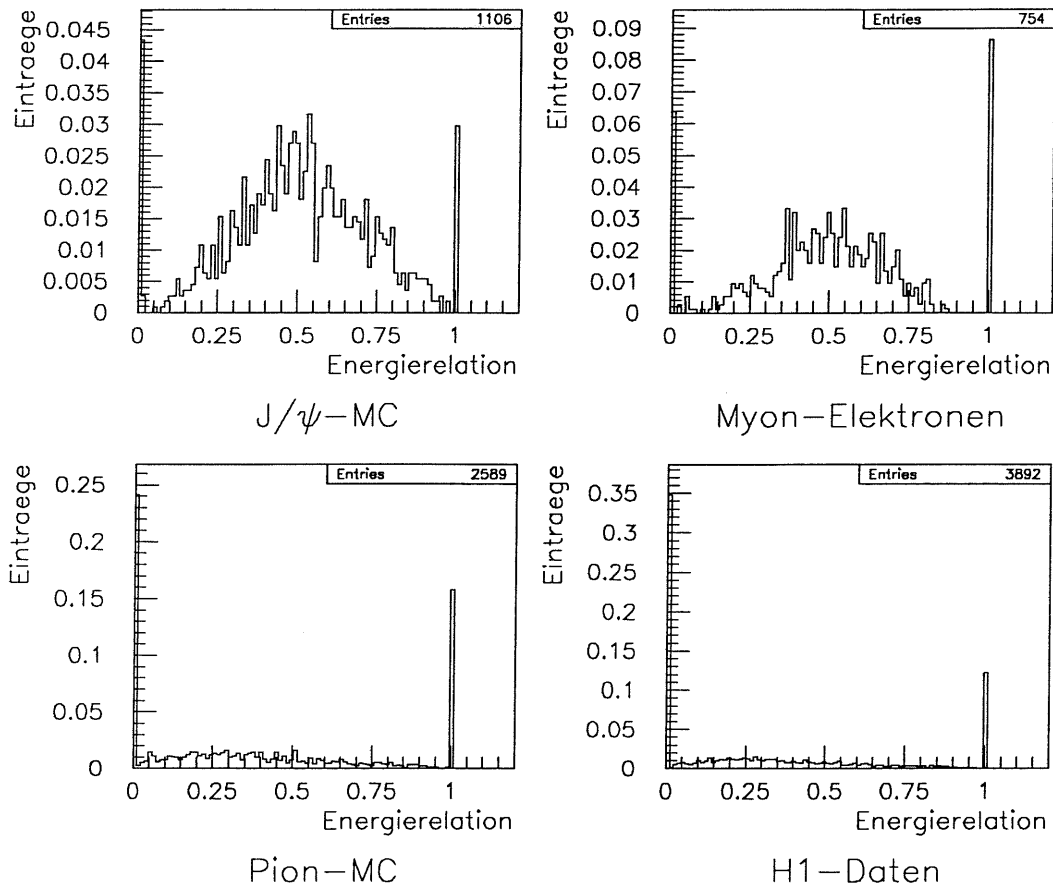 Entries 1106
Eintraege
0.045
0.04
0.035
0.03
0.025
0.02
0.015
0.01
0.005
0
0 0.25 0.5 0.75 1
Energierelation
J/ψ−MC
Entries 754
Eintraege
0.09
0.08
0.07
0.06
0.05
0.04
0.03
0.02
0.01
0
0 0.25 0.5 0.75 1
Energierelation
Myon−Elektronen
Entries 2589
Eintraege
0.25
0.2
0.15
0.1
0.05
0
0 0.25 0.5 0.75 1
Energierelation
Pion−MC
Entries 3892
Eintraege
0.35
0.3
0.25
0.2
0.15
0.1
0.05
0
0 0.25 0.5 0.75 1
Energierelation
H1−Daten